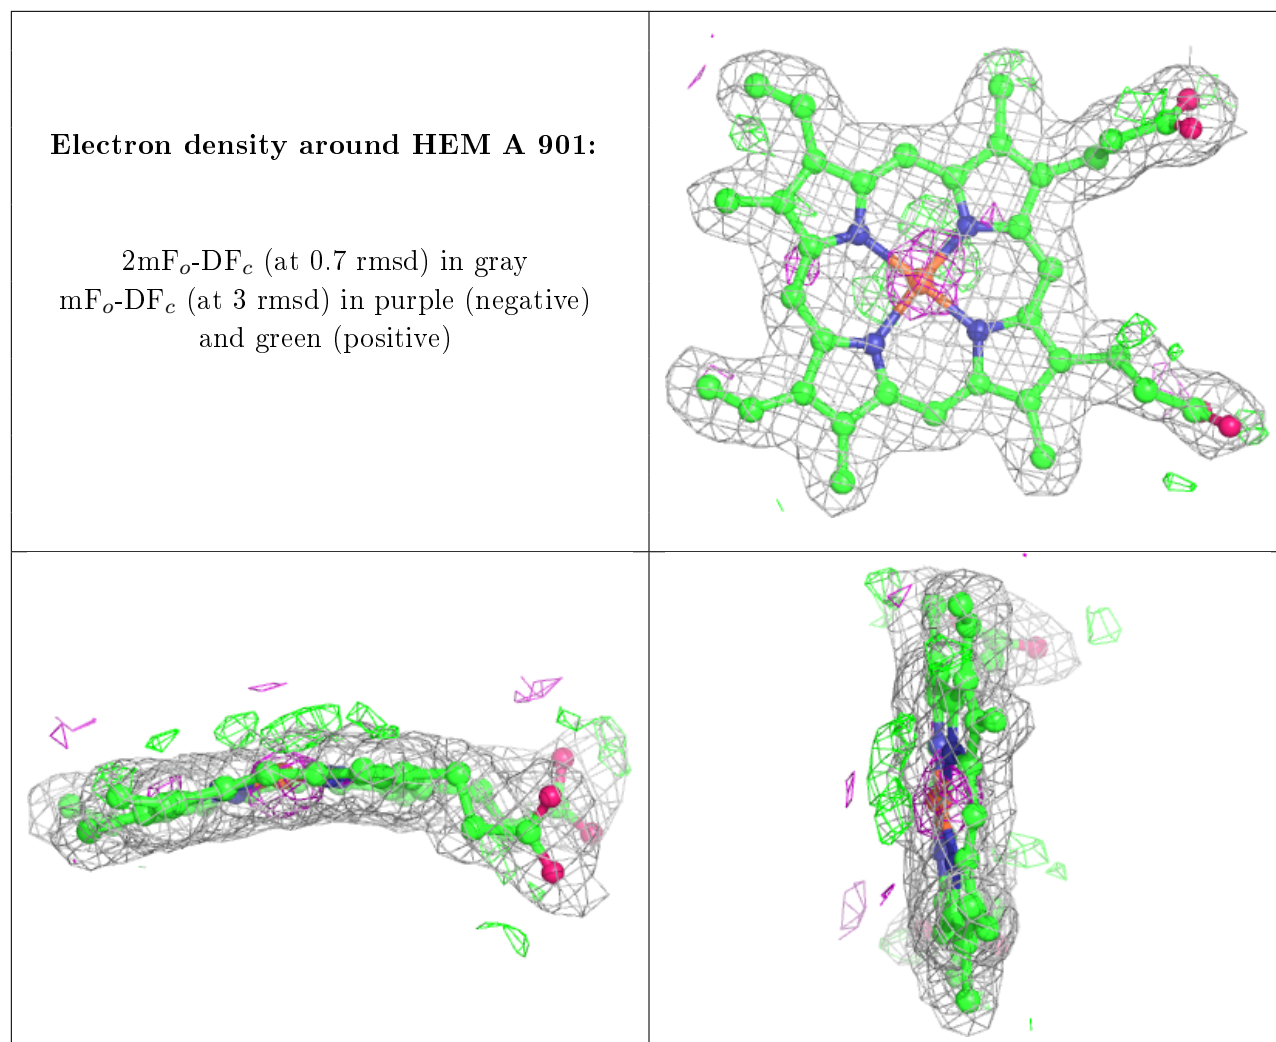 Electron density around HEM A 901:
2mFₒ-DF𝒸 (at 0.7 rmsd) in gray
mFₒ-DF𝒸 (at 3 rmsd) in purple (negative)
and green (positive)